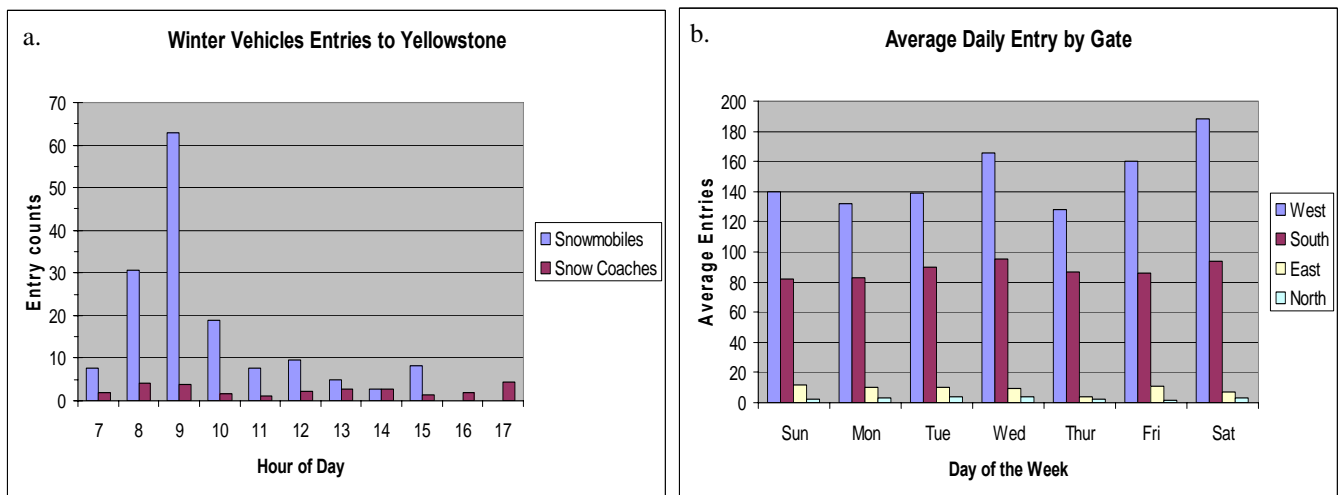 a.
Winter Vehicles Entries to Yellowstone
70
60
50
40
30
20
10
0
Entry counts
7 8 9 10 11 12 13 14 15 16 17
Hour of Day
Snowmobiles
Snow Coaches
b.
Average Daily Entry by Gate
200
180
160
140
120
100
80
60
40
20
0
Average Entries
Sun Mon Tue Wed Thur Fri Sat
Day of the Week
West
South
East
North